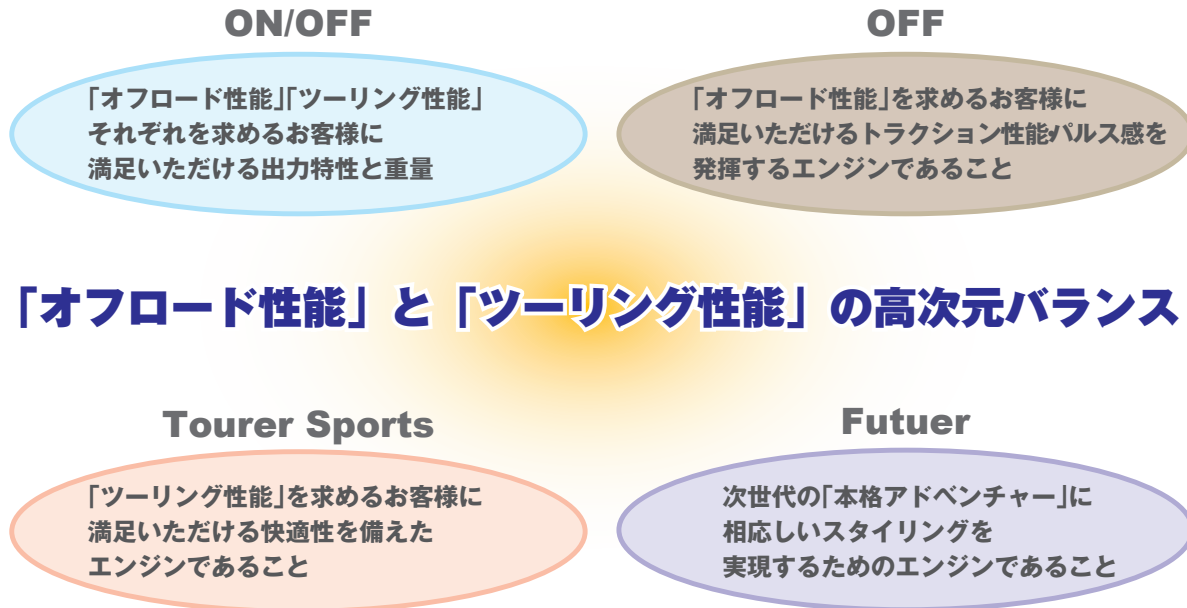 ON/OFF
「オフロード性能」「ツーリング性能」
それぞれを求めるお客様に
満足いただける出力特性と重量
OFF
「オフロード性能」を求めるお客様に
満足いただけるトラクション性能・パルス感を
発揮するエンジンであること
「オフロード性能」と「ツーリング性能」の高次元バランス
Tourer Sports
「ツーリング性能」を求めるお客様に
満足いただける快適性を備えた
エンジンであること
Futuer
次世代の「本格アドベンチャー」に
相応しいスタイリングを
実現するためのエンジンであること